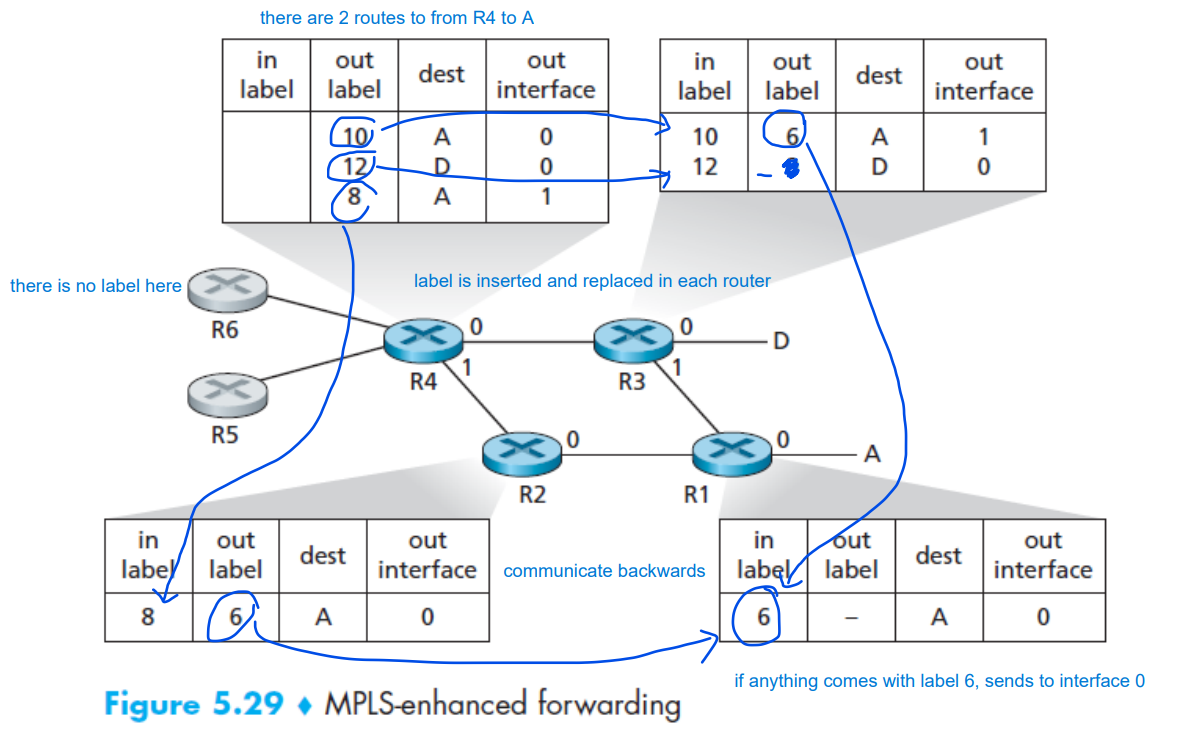 there are 2 routes to from R4 to A
in label out label dest out interface
10 A 0
12 D 0
8 A 1
in label out label dest out interface
10 6 A 1
12 – D 0
there is no label here
label is inserted and replaced in each router
R6
R4
0
1
R3
0
1
D
R5
R2
0
R1
0
A
in label out label dest out interface
8 6 A 0
communicate backwards
in label out label dest out interface
6 – A 0
if anything comes with label 6, sends to interface 0
Figure 5.29 ♦ MPLS-enhanced forwarding